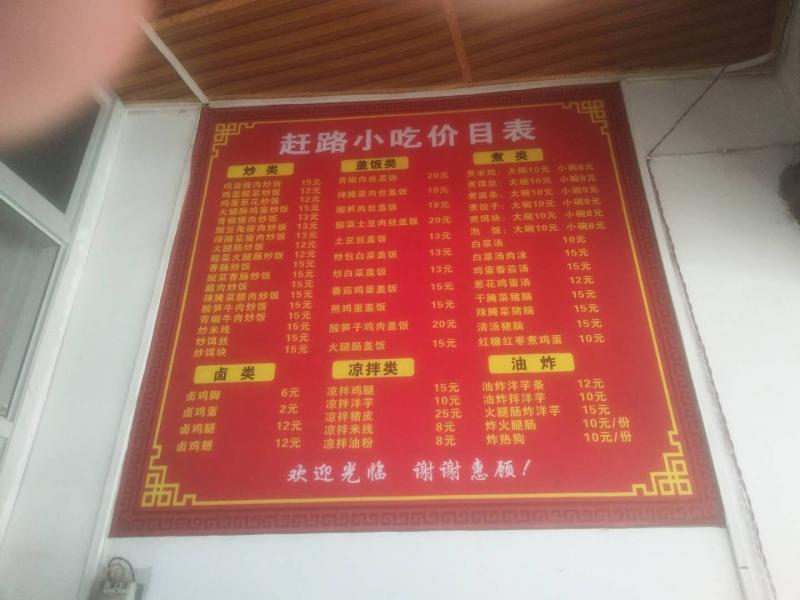 赶路小吃价目表
炒 类
鸡蛋瘦肉炒饭 15元
鸡蛋酸菜炒饭 12元
鸡蛋葱花炒饭 12元
火腿肠鸡蛋炒饭 15元
青椒瘦肉炒饭 13元
酸豆角瘦肉炒饭 13元
辣腌菜瘦肉炒饭 13元
火腿肠炒饭 12元
酸菜火腿肠炒饭 12元
香肠炒饭 15元
酸菜香肠炒饭 15元
腊肉炒饭 15元
辣腌菜腊肉炒饭 15元
酸笋牛肉炒饭 15元
青椒牛肉炒饭 15元
炒米线 15元
炒饵丝 15元
炒饵块 15元
盖饭类
青椒肉丝盖饭 20元
辣腌菜肉丝盖饭 18元
酸笋肉丝盖饭 18元
酸菜土豆肉丝盖饭 20元
土豆丝盖饭 13元
炒包白菜盖饭 13元
炒白菜盖饭 13元
番茄鸡蛋盖饭 15元
煎鸡蛋盖饭 15元
酸笋子鸡肉盖饭 20元
火腿肠盖饭 15元
煮 类
煮米线：大碗10元 小碗8元
煮饵丝：大碗10元 小碗8元
煮面条：大碗10元 小碗9元
煮饺子：大碗10元 小碗8元
煮饵块：大碗10元 小碗8元
泡 饭：大碗10元 小碗8元
白菜汤 10元
白菜汤肉沫 15元
鸡蛋番茄汤 15元
葱花鸡蛋汤 12元
干腌菜猪脑 15元
辣腌菜猪脑 15元
清汤猪脑 15元
红糖红枣煮鸡蛋 10元
卤 类
卤鸡脚 6元
卤鸡蛋 2元
卤鸡腿 12元
卤鸡翅 12元
凉拌类
凉拌鸡腿 15元
凉拌洋芋 10元
凉拌猪皮 25元
凉拌米线 8元
凉拌油粉 8元
油 炸
油炸洋芋条 12元
油炸拌洋芋 10元
火腿肠炸洋芋 15元
炸火腿肠 10元/份
炸热狗 10元/份
欢迎光临 谢谢惠顾！